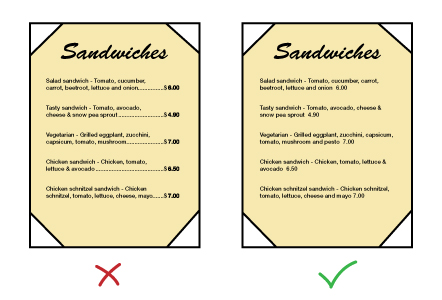 Sandwiches
Salad sandwich - Tomato, cucumber,
carrot, beetroot, lettuce and onion.............$6.00
Tasty sandwich - Tomato, avocado,
cheese & snow pea sprout.......................$4.90
Vegetarian - Grilled eggplant, zucchini,
capsicum, tomato, mushroom.................$7.00
Chicken sandwich - Chicken, tomato,
lettuce & avocado..................................$6.50
Chicken schnitzel sandwich - Chicken
schnitzel, tomato, lettuce, cheese, mayo.....$7.00
Sandwiches
Salad sandwich - Tomato, cucumber, carrot,
beetroot, lettuce and onion 6.00
Tasty sandwich - Tomato, avocado, cheese &
snow pea sprout 4.90
Vegetarian - Grilled eggplant, zucchini, capsicum,
tomato, mushroom and pesto 7.00
Chicken sandwich - Chicken, tomato, lettuce &
avocado 6.50
Chicken schnitzel sandwich - Chicken schnitzel,
tomato, lettuce, cheese and mayo 7.00